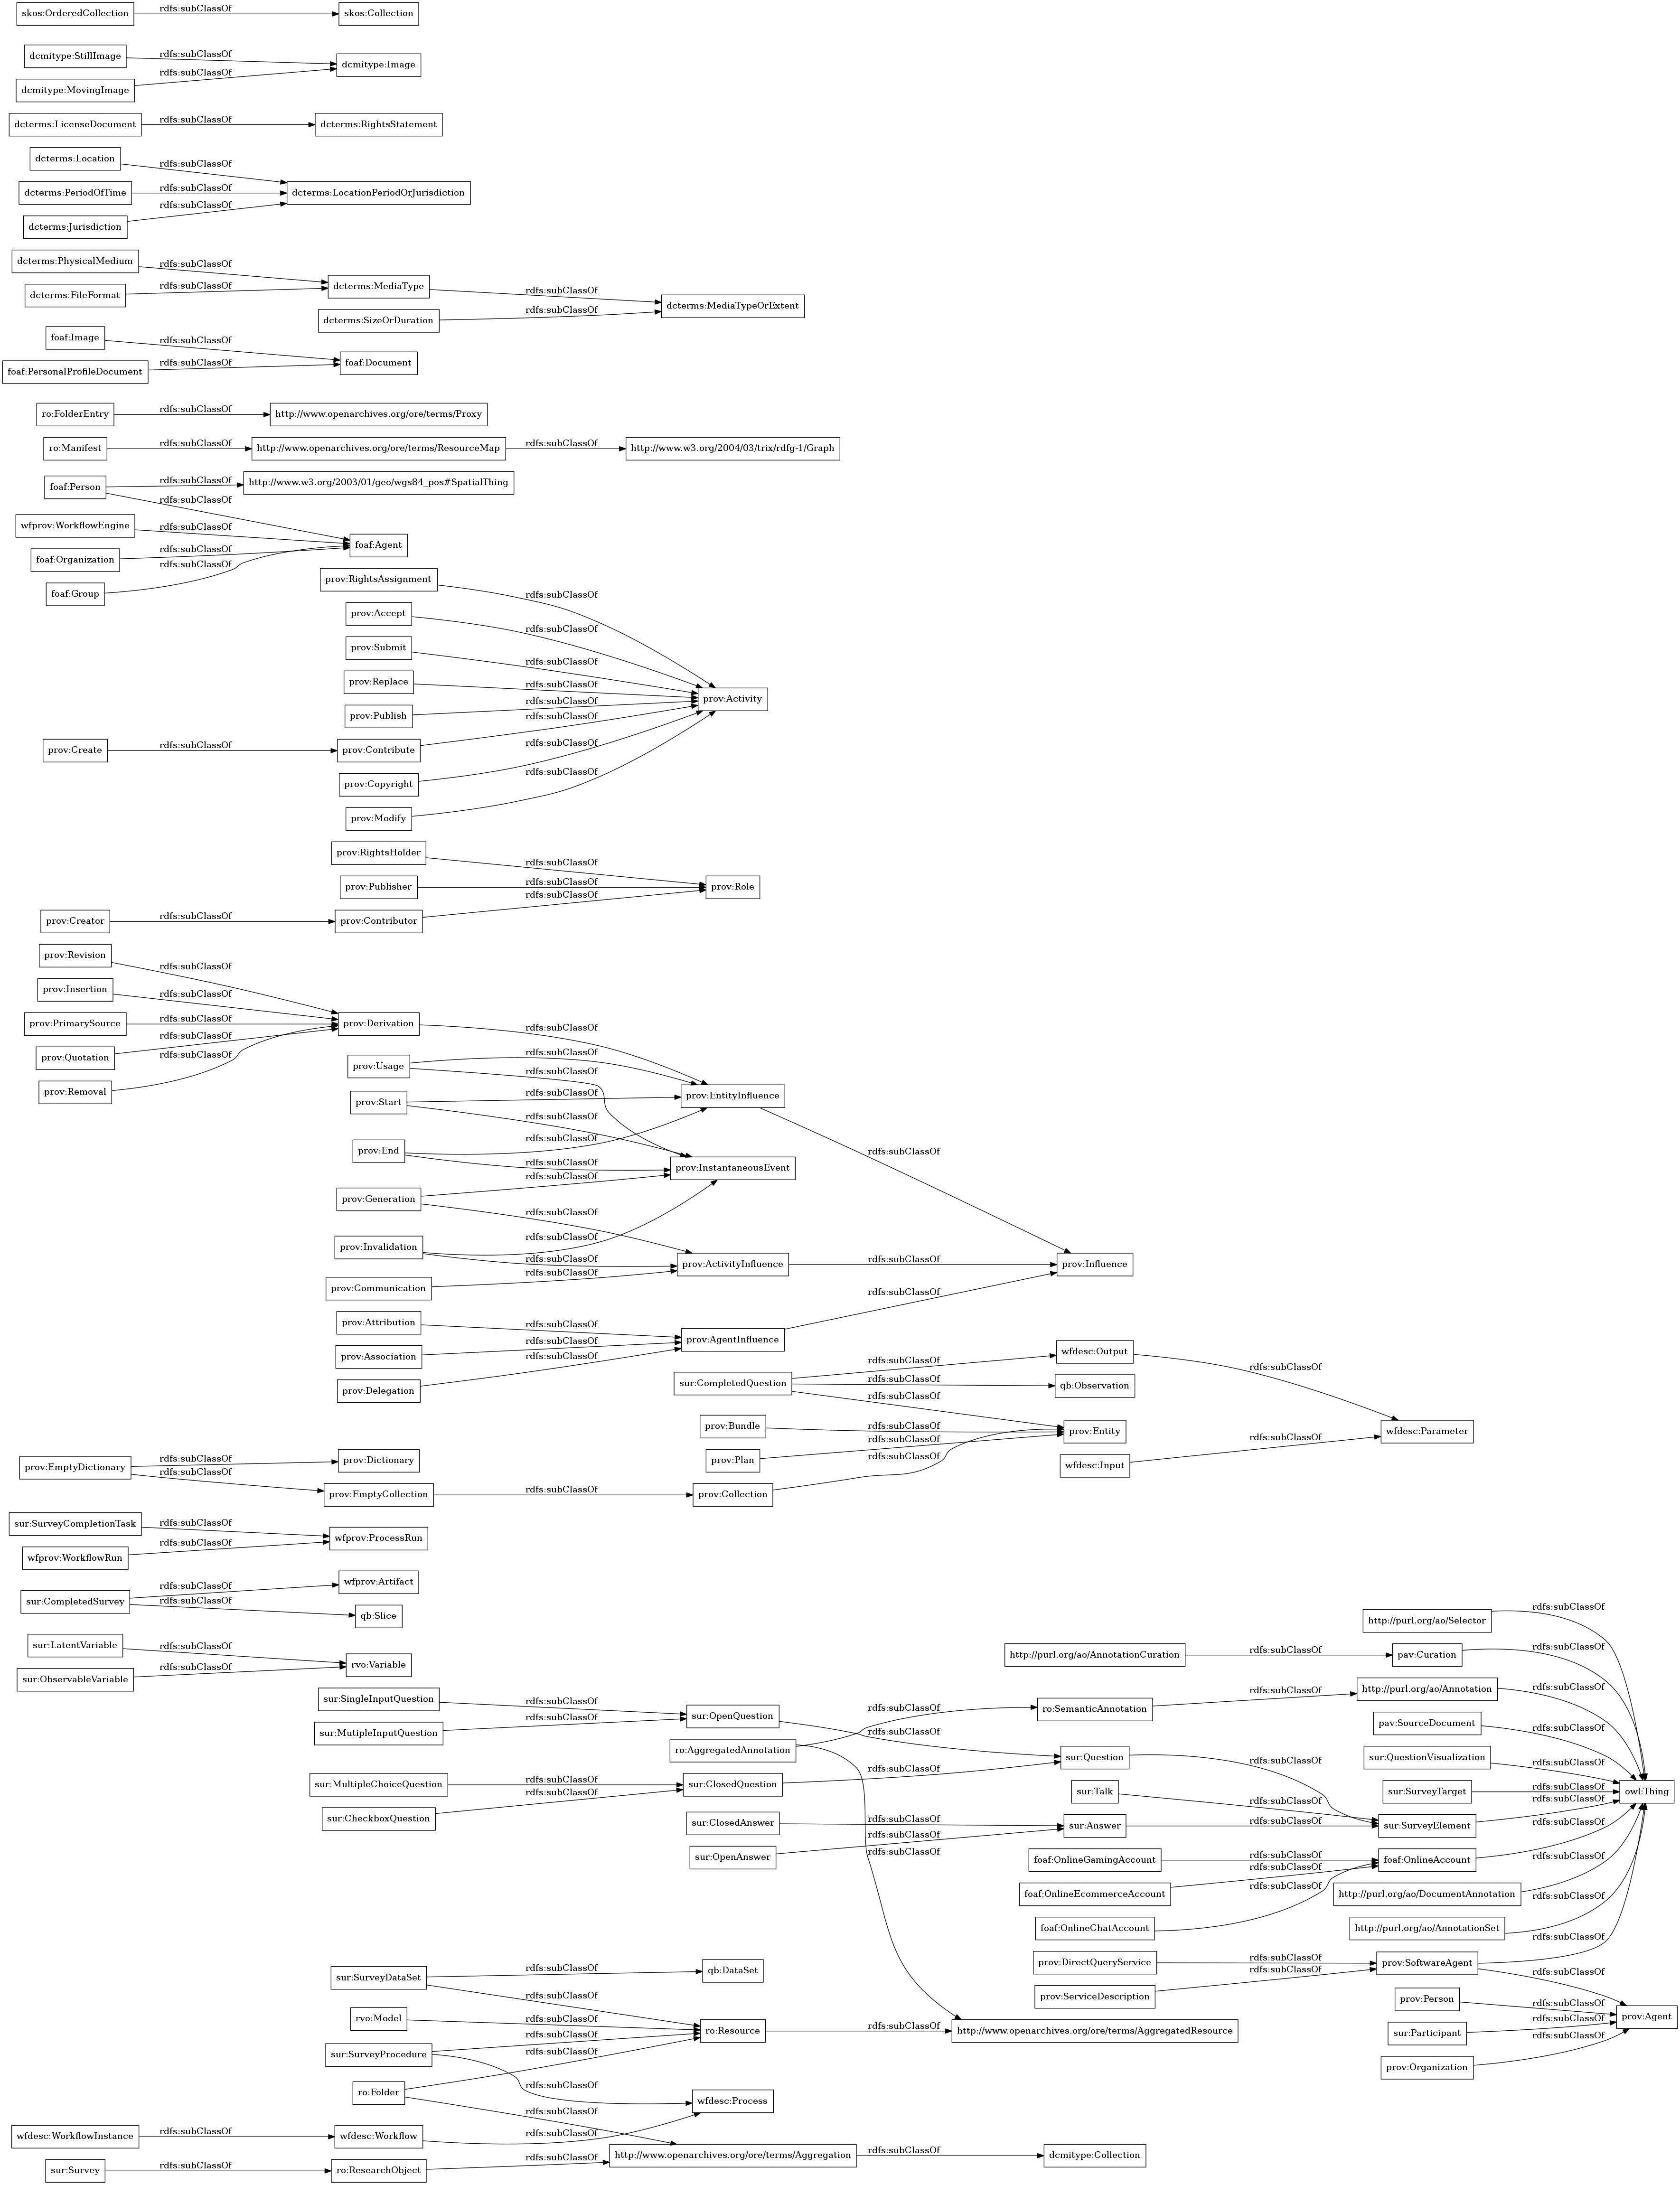 skos:OrderedCollection rdfs:subClassOf skos:Collection
dcmitype:StillImage rdfs:subClassOf
dcmitype:Image
dcmitype:MovingImage rdfs:subClassOf
dcterms:LicenseDocument rdfs:subClassOf dcterms:RightsStatement
dcterms:Location rdfs:subClassOf
dcterms:PeriodOfTime rdfs:subClassOf dcterms:LocationPeriodOrJurisdiction
dcterms:Jurisdiction rdfs:subClassOf
dcterms:PhysicalMedium rdfs:subClassOf
dcterms:MediaType rdfs:subClassOf
dcterms:FileFormat rdfs:subClassOf
dcterms:MediaTypeOrExtent
dcterms:SizeOrDuration rdfs:subClassOf
foaf:Image rdfs:subClassOf
foaf:Document
foaf:PersonalProfileDocument rdfs:subClassOf
ro:FolderEntry rdfs:subClassOf http://www.openarchives.org/ore/terms/Proxy
ro:Manifest rdfs:subClassOf http://www.openarchives.org/ore/terms/ResourceMap rdfs:subClassOf http://www.w3.org/2004/03/trix/rdfg-1/Graph
foaf:Person rdfs:subClassOf http://www.w3.org/2003/01/geo/wgs84_pos#SpatialThing
rdfs:subClassOf
wfprov:WorkflowEngine rdfs:subClassOf
foaf:Agent
foaf:Organization rdfs:subClassOf
foaf:Group rdfs:subClassOf
prov:RightsAssignment rdfs:subClassOf
prov:Accept rdfs:subClassOf
prov:Submit rdfs:subClassOf
prov:Replace rdfs:subClassOf
prov:Activity
prov:Publish rdfs:subClassOf
prov:Create rdfs:subClassOf prov:Contribute rdfs:subClassOf
prov:Copyright rdfs:subClassOf
prov:Modify rdfs:subClassOf
prov:RightsHolder rdfs:subClassOf
prov:Publisher rdfs:subClassOf prov:Role
prov:Creator rdfs:subClassOf prov:Contributor rdfs:subClassOf
prov:Revision rdfs:subClassOf
prov:Insertion rdfs:subClassOf
prov:PrimarySource rdfs:subClassOf prov:Derivation rdfs:subClassOf
prov:Quotation rdfs:subClassOf
prov:Removal rdfs:subClassOf
prov:Usage rdfs:subClassOf
rdfs:subClassOf
prov:Start rdfs:subClassOf prov:EntityInfluence
rdfs:subClassOf
prov:End rdfs:subClassOf rdfs:subClassOf
rdfs:subClassOf prov:InstantaneousEvent
prov:Generation rdfs:subClassOf
rdfs:subClassOf
prov:Invalidation rdfs:subClassOf
rdfs:subClassOf prov:ActivityInfluence rdfs:subClassOf prov:Influence
prov:Communication rdfs:subClassOf
prov:Attribution rdfs:subClassOf rdfs:subClassOf
prov:AgentInfluence
prov:Association rdfs:subClassOf
prov:Delegation rdfs:subClassOf
rdfs:subClassOf wfdesc:Output rdfs:subClassOf
sur:CompletedQuestion rdfs:subClassOf qb:Observation
rdfs:subClassOf
prov:Bundle rdfs:subClassOf prov:Entity wfdesc:Parameter
prov:Plan rdfs:subClassOf wfdesc:Input rdfs:subClassOf
prov:EmptyDictionary rdfs:subClassOf prov:Dictionary
rdfs:subClassOf prov:EmptyCollection rdfs:subClassOf prov:Collection rdfs:subClassOf
sur:SurveyCompletionTask rdfs:subClassOf
wfprov:ProcessRun
wfprov:WorkflowRun rdfs:subClassOf
sur:CompletedSurvey rdfs:subClassOf wfprov:Artifact
rdfs:subClassOf qb:Slice
http://purl.org/ao/Selector rdfs:subClassOf
sur:LatentVariable rdfs:subClassOf
rvo:Variable http://purl.org/ao/AnnotationCuration rdfs:subClassOf pav:Curation rdfs:subClassOf
sur:ObservableVariable rdfs:subClassOf
sur:SingleInputQuestion rdfs:subClassOf
sur:OpenQuestion rdfs:subClassOf ro:SemanticAnnotation rdfs:subClassOf http://purl.org/ao/Annotation rdfs:subClassOf
sur:MutipleInputQuestion rdfs:subClassOf rdfs:subClassOf
ro:AggregatedAnnotation pav:SourceDocument rdfs:subClassOf
sur:Question rdfs:subClassOf sur:QuestionVisualization rdfs:subClassOf
sur:MultipleChoiceQuestion rdfs:subClassOf sur:ClosedQuestion rdfs:subClassOf
sur:Talk rdfs:subClassOf sur:SurveyTarget rdfs:subClassOf owl:Thing
sur:CheckboxQuestion rdfs:subClassOf
sur:ClosedAnswer rdfs:subClassOf sur:Answer rdfs:subClassOf sur:SurveyElement rdfs:subClassOf
sur:OpenAnswer rdfs:subClassOf
rdfs:subClassOf
foaf:OnlineGamingAccount rdfs:subClassOf foaf:OnlineAccount rdfs:subClassOf
foaf:OnlineEcommerceAccount rdfs:subClassOf
rdfs:subClassOf http://purl.org/ao/DocumentAnnotation rdfs:subClassOf
foaf:OnlineChatAccount http://purl.org/ao/AnnotationSet rdfs:subClassOf
prov:DirectQueryService rdfs:subClassOf prov:SoftwareAgent rdfs:subClassOf
rdfs:subClassOf
prov:ServiceDescription rdfs:subClassOf
sur:SurveyDataSet rdfs:subClassOf qb:DataSet
rdfs:subClassOf
prov:Person rdfs:subClassOf
prov:Agent
sur:Participant rdfs:subClassOf
prov:Organization rdfs:subClassOf
rvo:Model rdfs:subClassOf
ro:Resource rdfs:subClassOf http://www.openarchives.org/ore/terms/AggregatedResource
sur:SurveyProcedure rdfs:subClassOf
rdfs:subClassOf
ro:Folder rdfs:subClassOf
wfdesc:Process
rdfs:subClassOf
wfdesc:WorkflowInstance rdfs:subClassOf wfdesc:Workflow rdfs:subClassOf
http://www.openarchives.org/ore/terms/Aggregation rdfs:subClassOf dcmitype:Collection
sur:Survey rdfs:subClassOf ro:ResearchObject rdfs:subClassOf